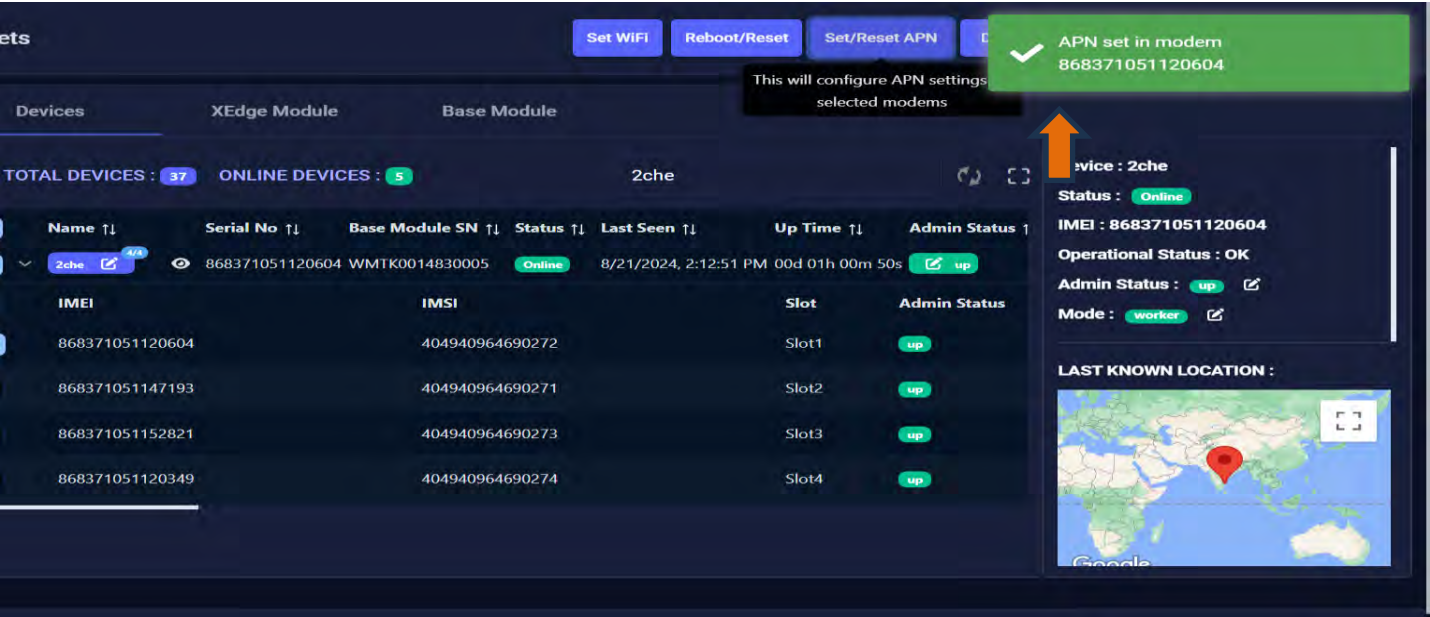 ets
Set WiFi Reboot/Reset Set/Reset APN D
APN set in modem
868371051120604
This will configure APN settings
selected modems
Devices XEdge Module Base Module
TOTAL DEVICES : 37 ONLINE DEVICES : 5 2che
Name ↑↓ Serial No ↑↓ Base Module SN ↑↓ Status ↑↓ Last Seen ↑↓ Up Time ↑↓ Admin Status ↑
2che 4/4 868371051120604 WMTK0014830005 Online 8/21/2024, 2:12:51 PM 00d 01h 00m 50s up
IMEI IMSI Slot Admin Status
868371051120604 404940964690272 Slot1 up
868371051147193 404940964690271 Slot2 up
868371051152821 404940964690273 Slot3 up
868371051120349 404940964690274 Slot4 up
evice : 2che
Status : Online
IMEI : 868371051120604
Operational Status : OK
Admin Status : up
Mode : worker
LAST KNOWN LOCATION :
Google